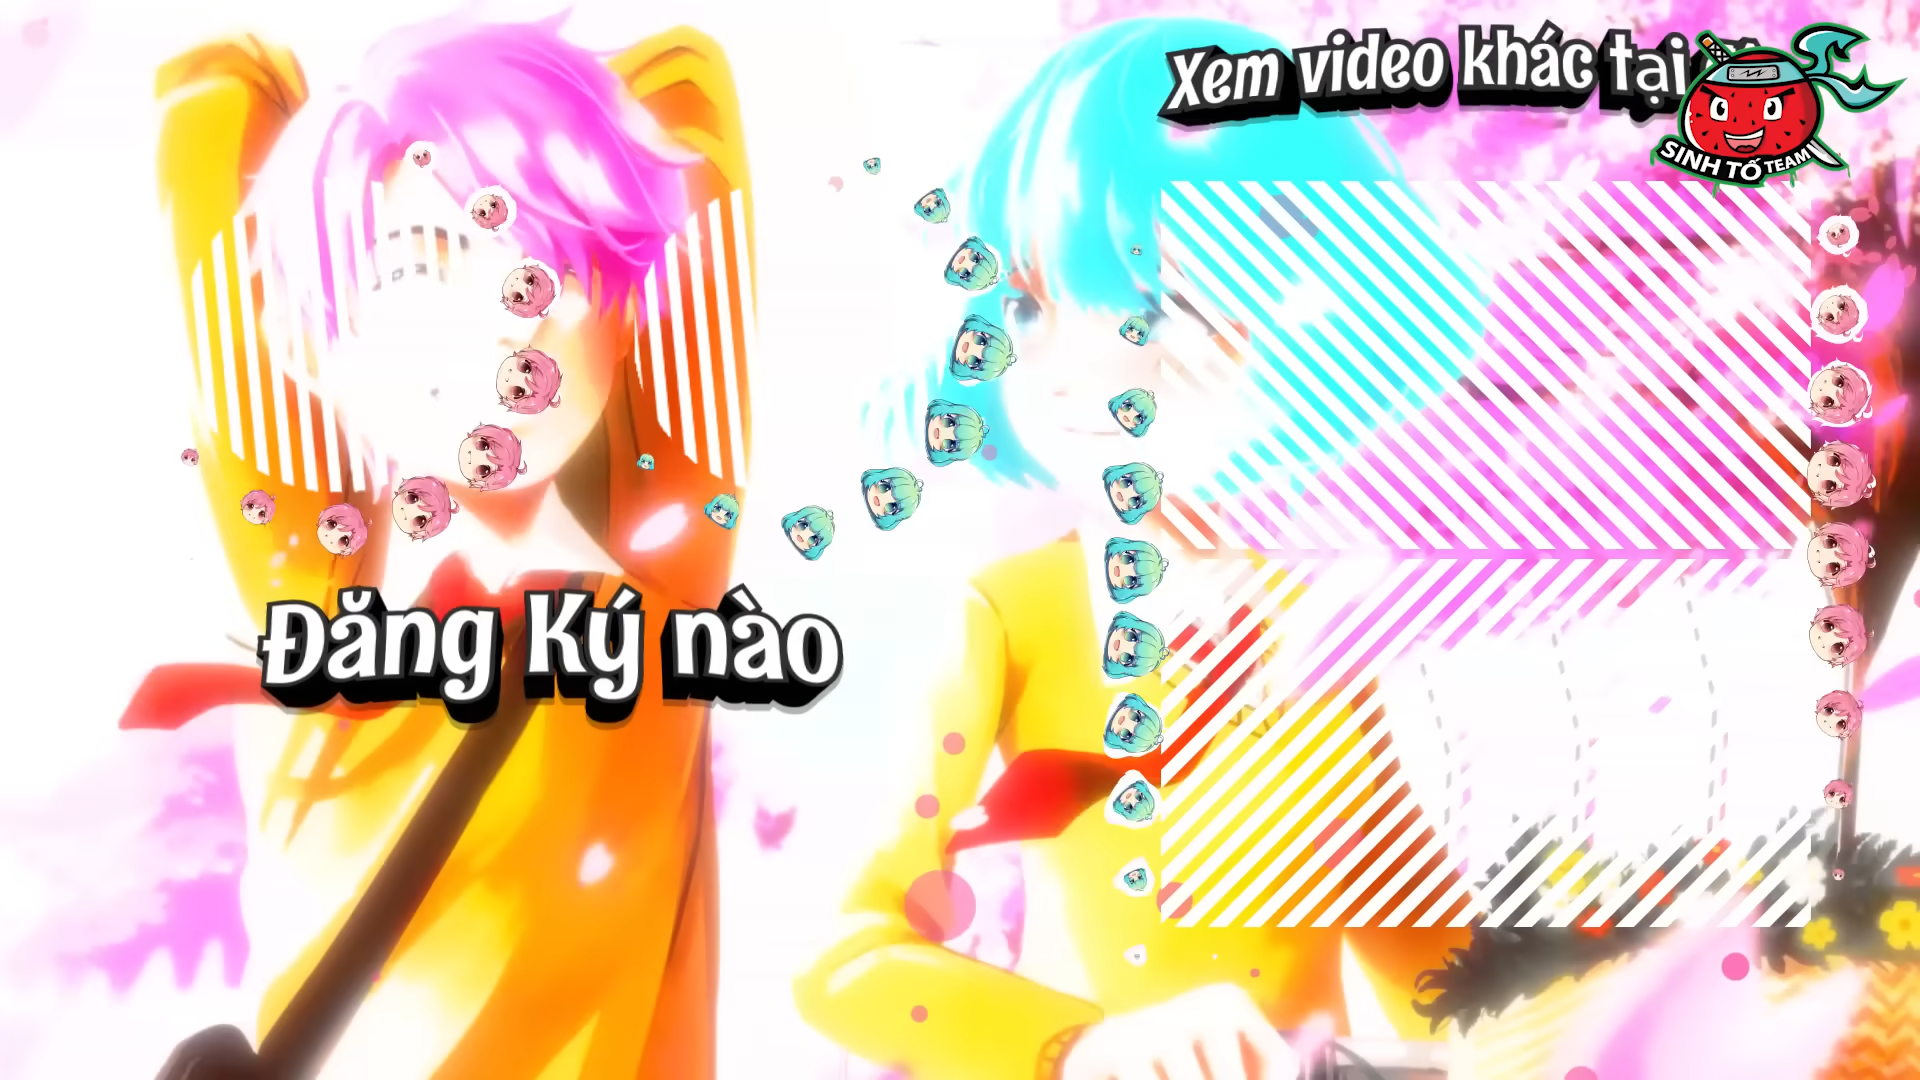 Xem video khác tại
SINH TỐ TEAM
Đăng Ký nào